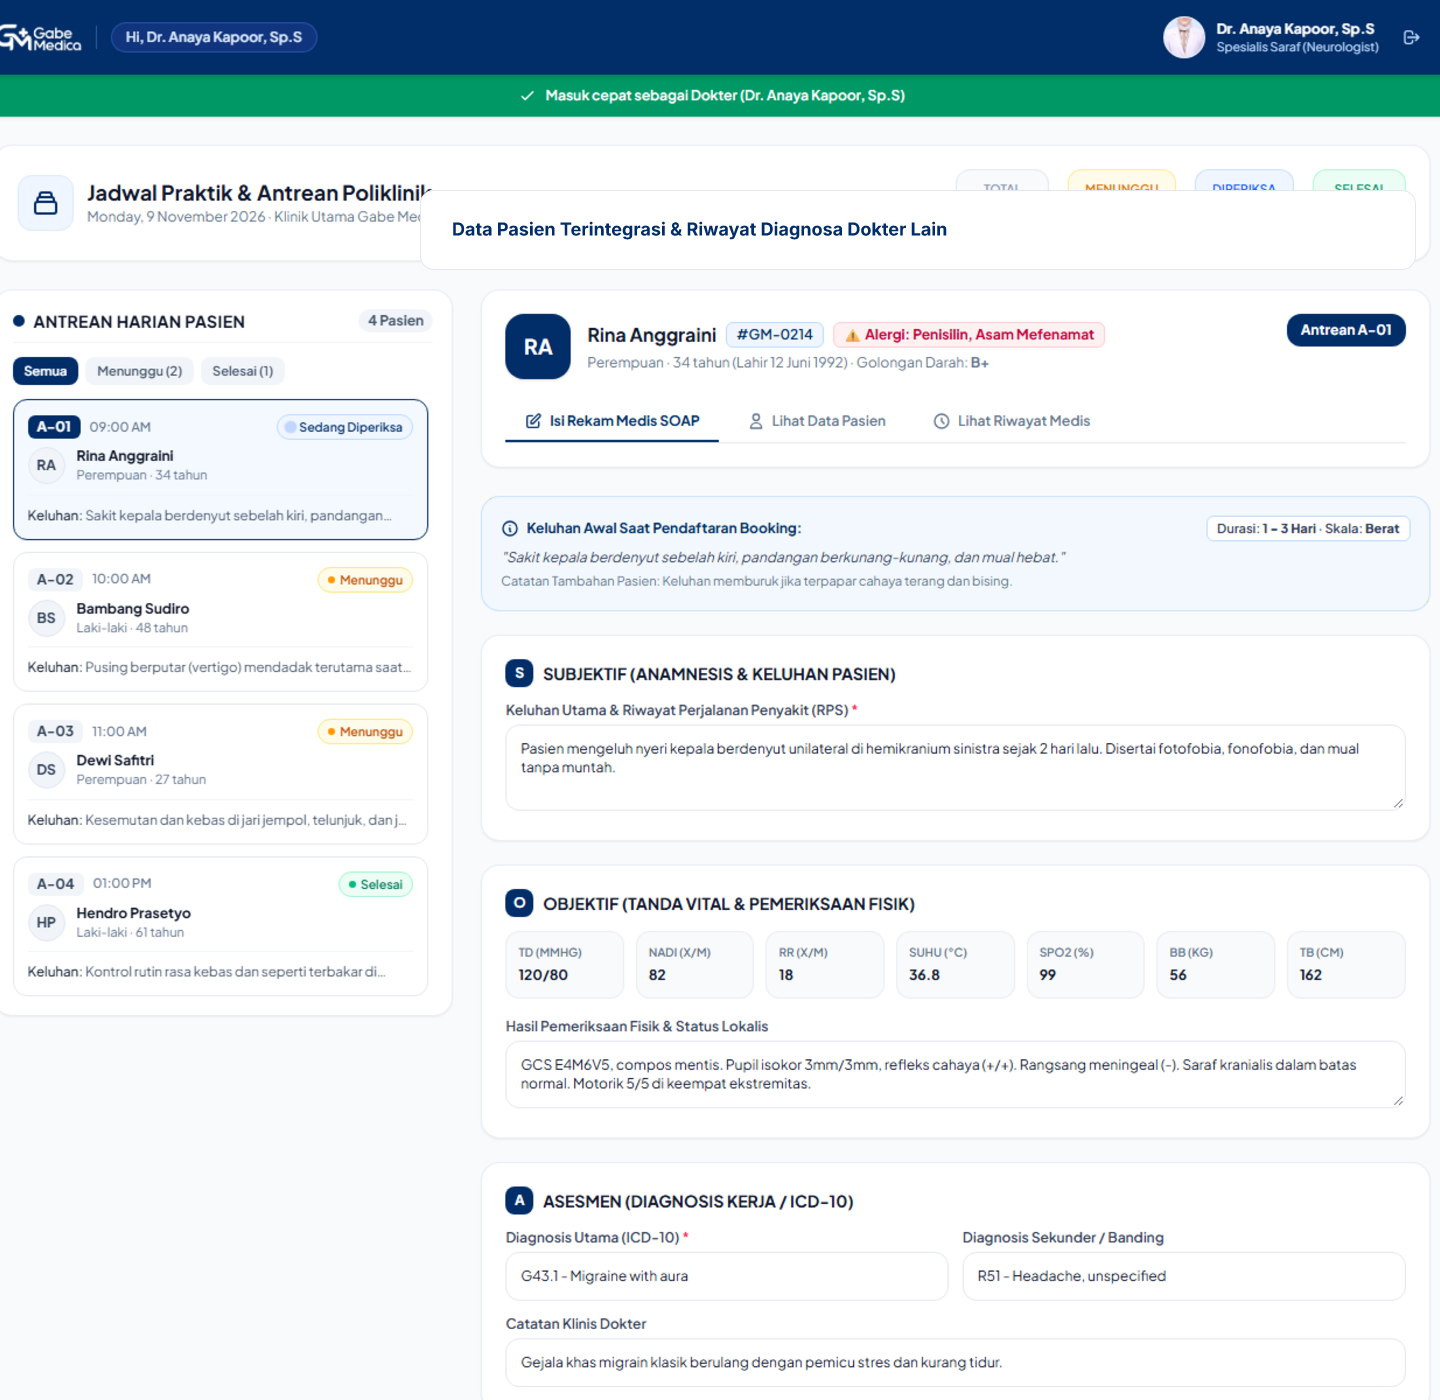 Gabe
Medica
Hi, Dr. Anaya Kapoor, Sp.S
Dr. Anaya Kapoor, Sp.S
Spesialis Saraf (Neurologist)
Masuk cepat sebagai Dokter (Dr. Anaya Kapoor, Sp.S)
Jadwal Praktik & Antrean Poliklinik
Monday, 9 November 2026 · Klinik Utama Gabe
TOTAL
MENUNGGU
DIPERIKSA
SELESAI
Data Pasien Terintegrasi & Riwayat Diagnosa Dokter Lain
ANTREAN HARIAN PASIEN
4 Pasien
Semua
Menunggu (2)
Selesai (1)
A-01
09:00 AM
Sedang Diperiksa
RA
Rina Anggraini
Perempuan · 34 tahun
Keluhan: Sakit kepala berdenyut sebelah kiri, pandangan...
A-02
10:00 AM
Menunggu
BS
Bambang Sudiro
Laki-laki · 48 tahun
Keluhan: Pusing berputar (vertigo) mendadak terutama saat...
A-03
11:00 AM
Menunggu
DS
Dewi Safitri
Perempuan · 27 tahun
Keluhan: Kesemutan dan kebas di jari jempol, telunjuk, dan j...
A-04
01:00 PM
Selesai
HP
Hendro Prasetyo
Laki-laki · 61 tahun
Keluhan: Kontrol rutin rasa kebas dan seperti terbakar di...
RA
Rina Anggraini
#GM-0214
Alergi: Penisilin, Asam Mefenamat
Antrean A-01
Perempuan · 34 tahun (Lahir 12 Juni 1992) · Golongan Darah: B+
Isi Rekam Medis SOAP
Lihat Data Pasien
Lihat Riwayat Medis
Keluhan Awal Saat Pendaftaran Booking:
Durasi: 1 - 3 Hari · Skala: Berat
"Sakit kepala berdenyut sebelah kiri, pandangan berkunang-kunang, dan mual hebat."
Catatan Tambahan Pasien: Keluhan memburuk jika terpapar cahaya terang dan bising.
S
SUBJEKTIF (ANAMNESIS & KELUHAN PASIEN)
Keluhan Utama & Riwayat Perjalanan Penyakit (RPS) *
Pasien mengeluh nyeri kepala berdenyut unilateral di hemikranium sinistra sejak 2 hari lalu. Disertai fotofobia, fonofobia, dan mual
tanpa muntah.
O
OBJEKTIF (TANDA VITAL & PEMERIKSAAN FISIK)
TD (MMHG)
120/80
NADI (X/M)
82
RR (X/M)
18
SUHU (°C)
36.8
SPO2 (%)
99
BB (KG)
56
TB (CM)
162
Hasil Pemeriksaan Fisik & Status Lokalis
GCS E4M6V5, compos mentis. Pupil isokor 3mm/3mm, refleks cahaya (+/+). Rangsang meningeal (-). Saraf kranialis dalam batas
normal. Motorik 5/5 di keempat ekstremitas.
A
ASESMEN (DIAGNOSIS KERJA / ICD-10)
Diagnosis Utama (ICD-10) *
Diagnosis Sekunder / Banding
G43.1 - Migraine with aura
R51 - Headache, unspecified
Catatan Klinis Dokter
Gejala khas migrain klasik berulang dengan pemicu stres dan kurang tidur.